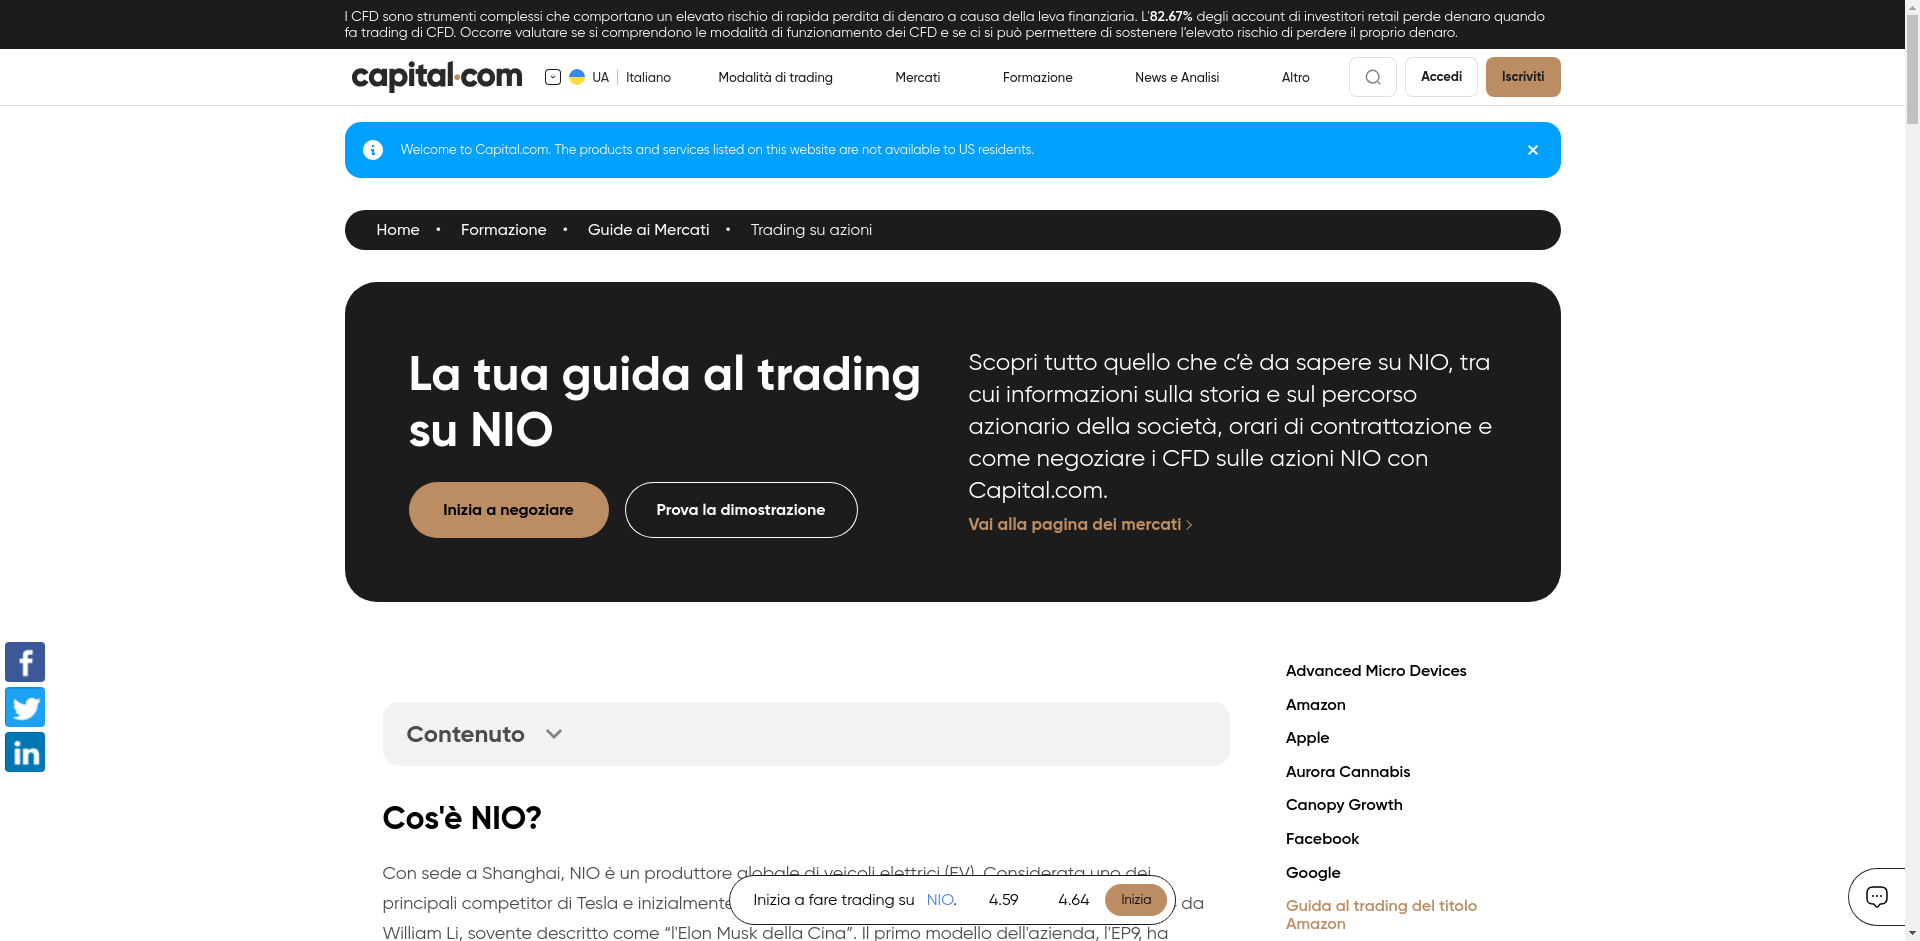 I CFD sono strumenti complessi che comportano un elevato rischio di rapida perdita di denaro a causa della leva finanziaria. L'82.67% degli account di investitori retail perde denaro quando
fa trading di CFD. Occorre valutare se si comprendono le modalità di funzionamento dei CFD e se ci si può permettere di sostenere l'elevato rischio di perdere il proprio denaro.
capital.com
UA | Italiano
Modalità di trading
Mercati
Formazione
News e Analisi
Altro
Accedi
Iscriviti
Welcome to Capital.com. The products and services listed on this website are not available to US residents.
Home • Formazione • Guide ai Mercati • Trading su azioni
La tua guida al trading
su NIO
Inizia a negoziare
Prova la dimostrazione
Scopri tutto quello che c'è da sapere su NIO, tra
cui informazioni sulla storia e sul percorso
azionario della società, orari di contrattazione e
come negoziare i CFD sulle azioni NIO con
Capital.com.
Vai alla pagina dei mercati
Contenuto
Cos'è NIO?
Con sede a Shanghai, NIO è un produttore globale di veicoli elettrici (EV). Considerata uno dei
principali competitor di Tesla e inizialmente da
William Li, sovente descritto come “l'Elon Musk della Cina”. Il primo modello dell'azienda, l'EP9, ha
Inizia a fare trading su NIO. 4.59 4.64 Inizia
Advanced Micro Devices
Amazon
Apple
Aurora Cannabis
Canopy Growth
Facebook
Google
Guida al trading del titolo
Amazon